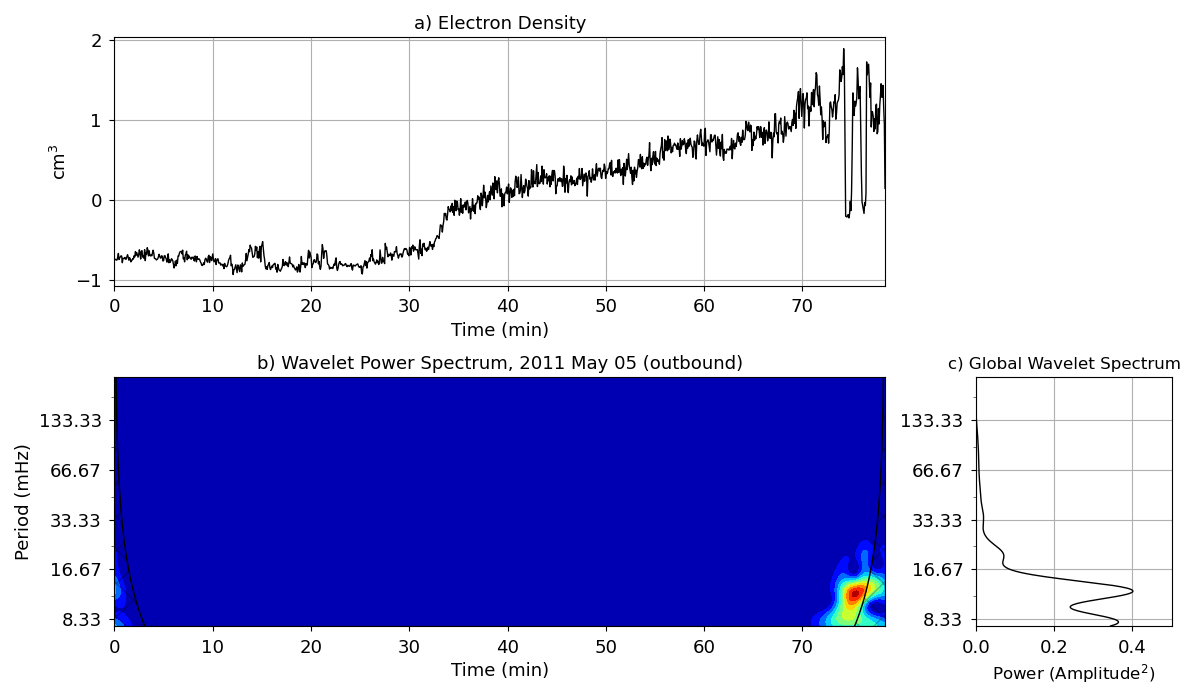 a) Electron Density
2
1
0
−1
cm³
0 10 20 30 40 50 60 70
Time (min)
b) Wavelet Power Spectrum, 2011 May 05 (outbound)
133.33
66.67
33.33
16.67
8.33
Period (mHz)
0 10 20 30 40 50 60 70
Time (min)
c) Global Wavelet Spectrum
133.33
66.67
33.33
16.67
8.33
0.0 0.2 0.4
Power (Amplitude²)